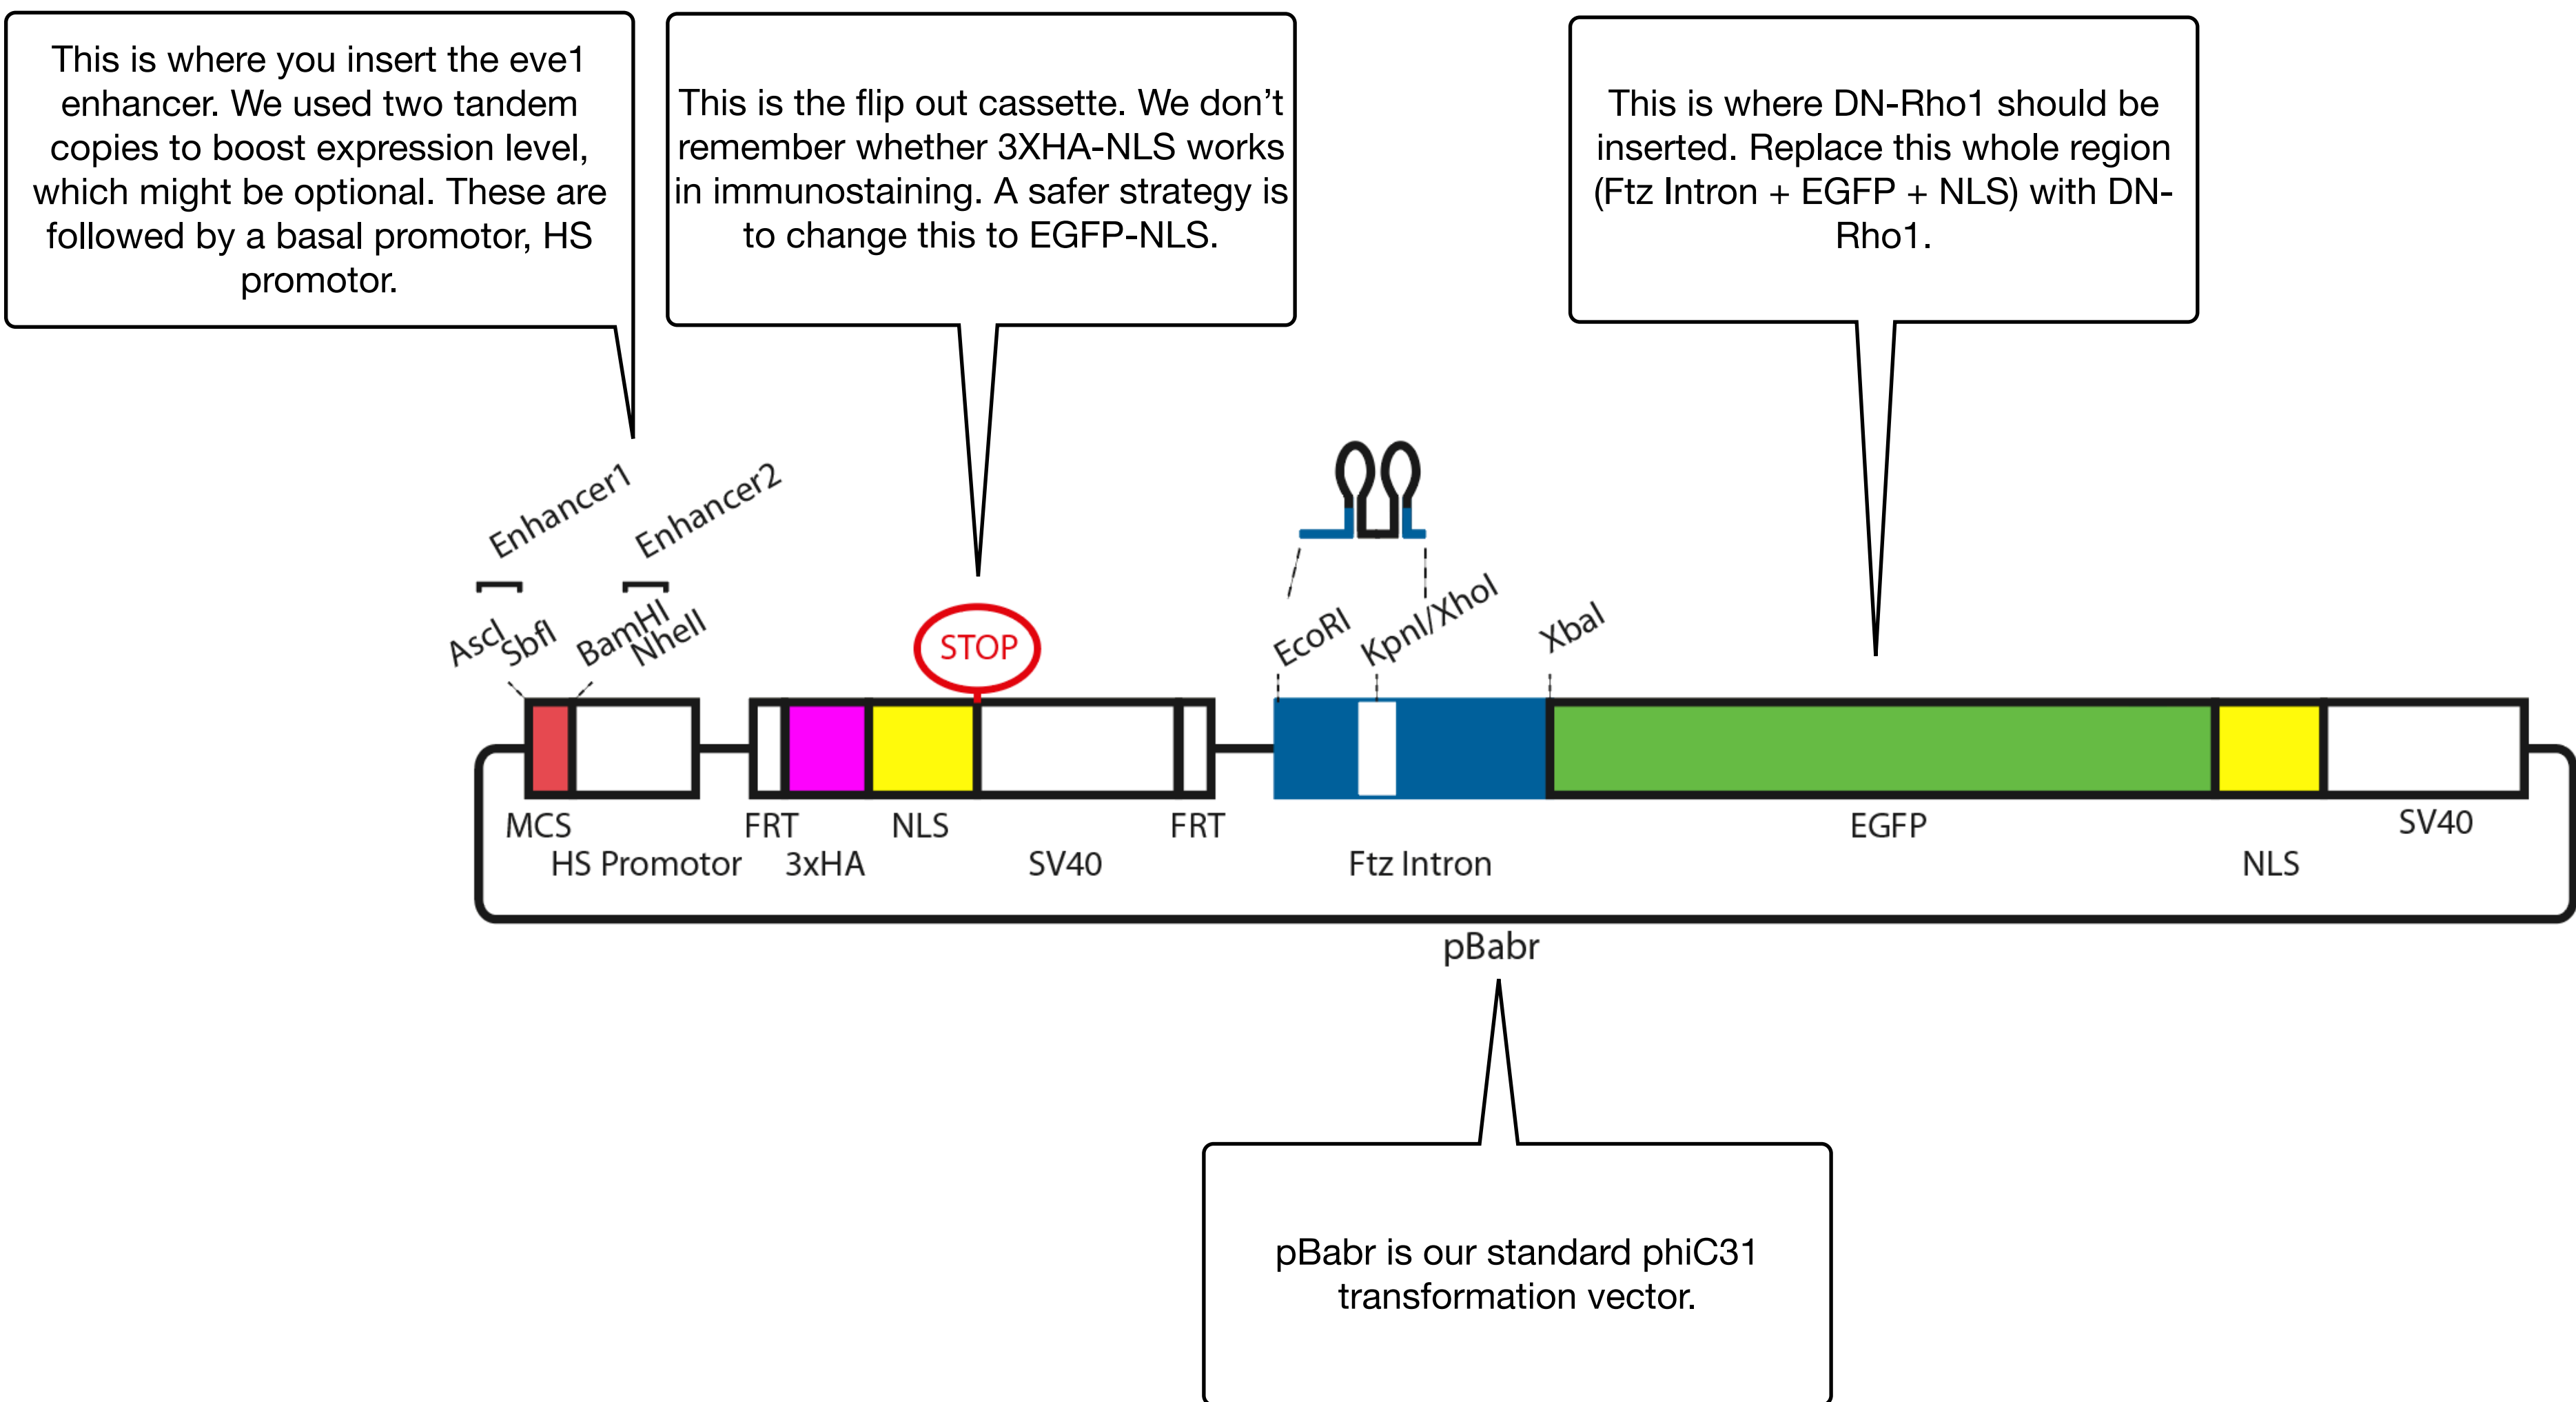 This is where you insert the eve1
enhancer. We used two tandem
copies to boost expression level,
which might be optional. These are
followed by a basal promotor, HS
promotor.
This is the flip out cassette. We don’t
remember whether 3XHA-NLS works
in immunostaining. A safer strategy is
to change this to EGFP-NLS.
This is where DN-Rho1 should be
inserted. Replace this whole region
(Ftz Intron + EGFP + NLS) with DN-
Rho1.
Enhancer1
Enhancer2
AscI
SbfI
BamHI
NheII
STOP
EcoRI
KpnI/XhoI
XbaI
MCS
HS Promotor
FRT
3xHA
NLS
SV40
FRT
Ftz Intron
EGFP
NLS
SV40
pBabr
pBabr is our standard phiC31
transformation vector.